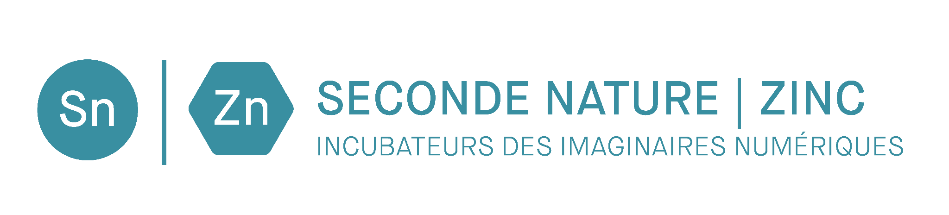 Sn | Zn
SECONDE NATURE | ZINC
INCUBATEURS DES IMAGINAIRES NUMÉRIQUES